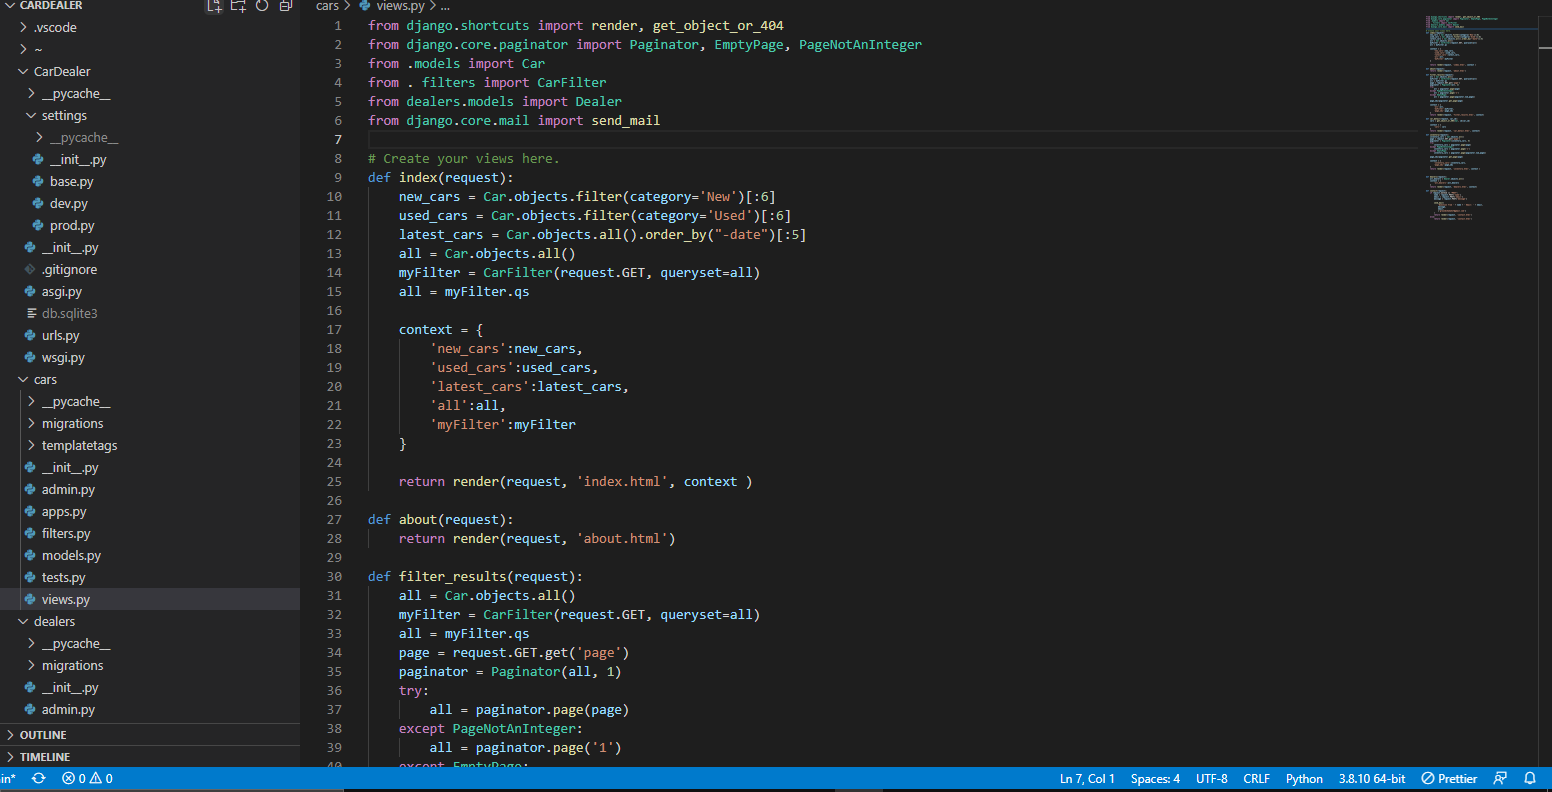 CARDEALER
.vscode
~
CarDealer
__pycache__
settings
__pycache__
__init__.py
base.py
dev.py
prod.py
__init__.py
.gitignore
asgi.py
db.sqlite3
urls.py
wsgi.py
cars
__pycache__
migrations
templatetags
__init__.py
admin.py
apps.py
filters.py
models.py
tests.py
views.py
dealers
__pycache__
migrations
__init__.py
admin.py
OUTLINE
TIMELINE
cars > views.py > ...
1 from django.shortcuts import render, get_object_or_404
2 from django.core.paginator import Paginator, EmptyPage, PageNotAnInteger
3 from .models import Car
4 from . filters import CarFilter
5 from dealers.models import Dealer
6 from django.core.mail import send_mail
7
8 # Create your views here.
9 def index(request):
10     new_cars = Car.objects.filter(category='New')[:6]
11     used_cars = Car.objects.filter(category='Used')[:6]
12     latest_cars = Car.objects.all().order_by("-date")[:5]
13     all = Car.objects.all()
14     myFilter = CarFilter(request.GET, queryset=all)
15     all = myFilter.qs
16
17     context = {
18         'new_cars':new_cars,
19         'used_cars':used_cars,
20         'latest_cars':latest_cars,
21         'all':all,
22         'myFilter':myFilter
23     }
24
25     return render(request, 'index.html', context )
26
27 def about(request):
28     return render(request, 'about.html')
29
30 def filter_results(request):
31     all = Car.objects.all()
32     myFilter = CarFilter(request.GET, queryset=all)
33     all = myFilter.qs
34     page = request.GET.get('page')
35     paginator = Paginator(all, 1)
36     try:
37         all = paginator.page(page)
38     except PageNotAnInteger:
39         all = paginator.page('1')
40     except EmptyPage:
in* 0 0 Ln 7, Col 1 Spaces: 4 UTF-8 CRLF Python 3.8.10 64-bit Prettier